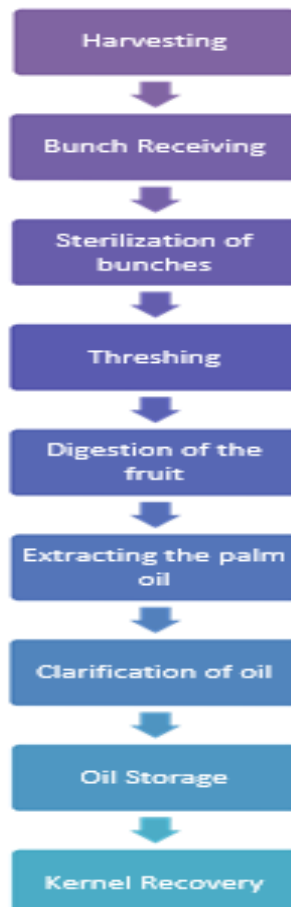 Harvesting
Bunch Receiving
Sterilization of
bunches
Threshing
Digestion of the
fruit
Extracting the palm
oil
Clarification of oil
Oil Storage
Kernel Recovery